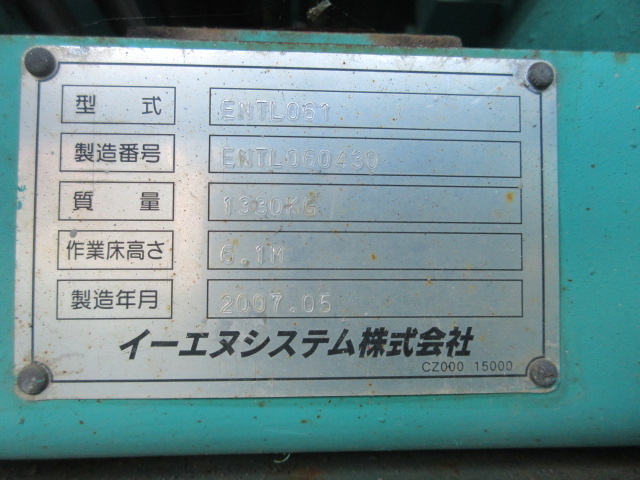 型式 ENTL061
製造番号 ENTL060430
質量 1330KG
作業床高さ 6.1M
製造年月 2007.05
イーエヌシステム株式会社
CZ000 15000